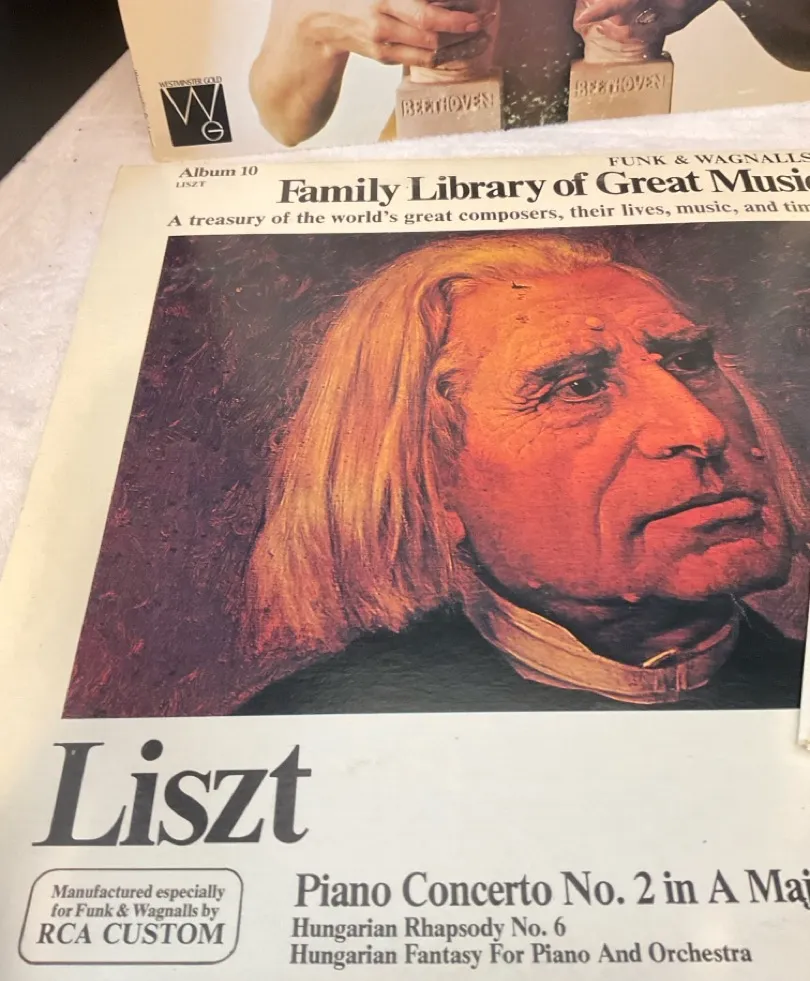 WESTMINSTER GOLD
W
G
BEETHOVEN
BEETHOVEN
Album 10
LISZT
FUNK & WAGNALLS
Family Library of Great Music
A treasury of the world's great composers, their lives, music, and tim
Liszt
Manufactured especially
for Funk & Wagnalls by
RCA CUSTOM
Piano Concerto No. 2 in A Maj
Hungarian Rhapsody No. 6
Hungarian Fantasy For Piano And Orchestra